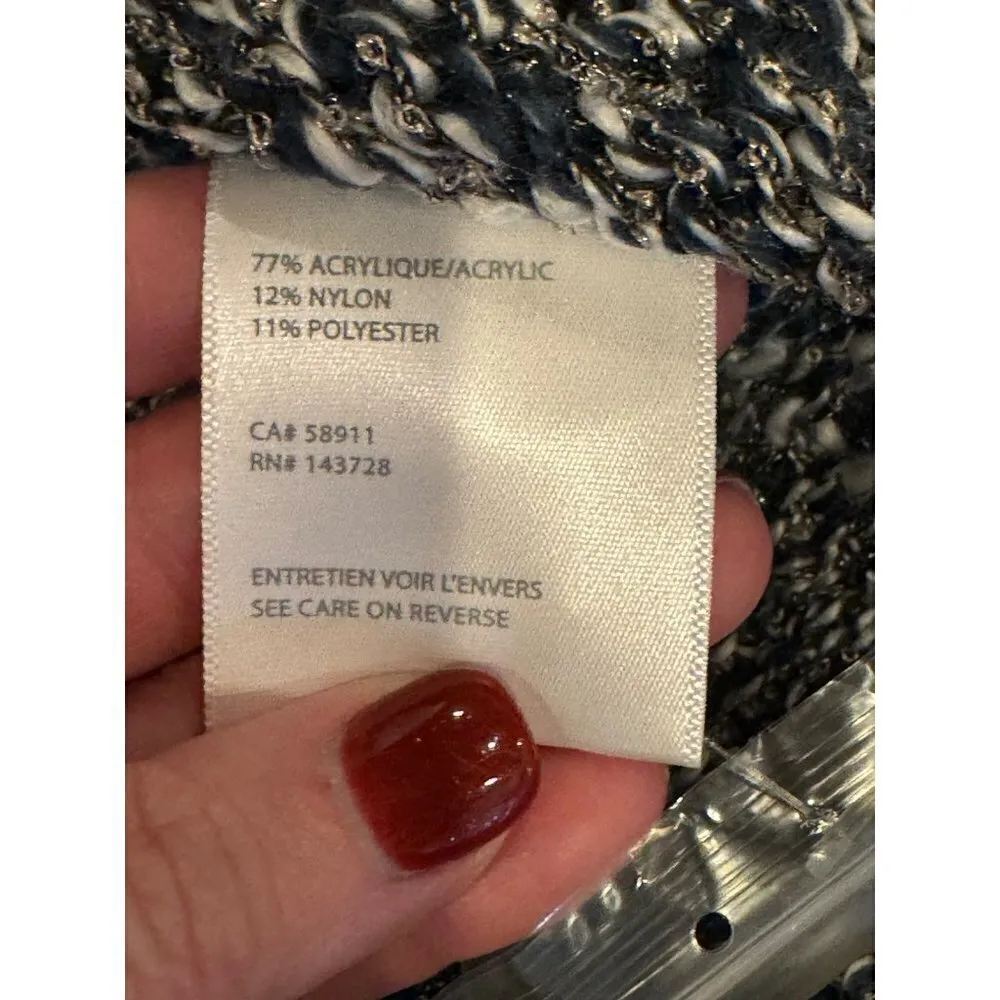 77% ACRYLIQUE/ACRYLIC
12% NYLON
11% POLYESTER
CA# 58911
RN# 143728
ENTRETIEN VOIR L'ENVERS
SEE CARE ON REVERSE